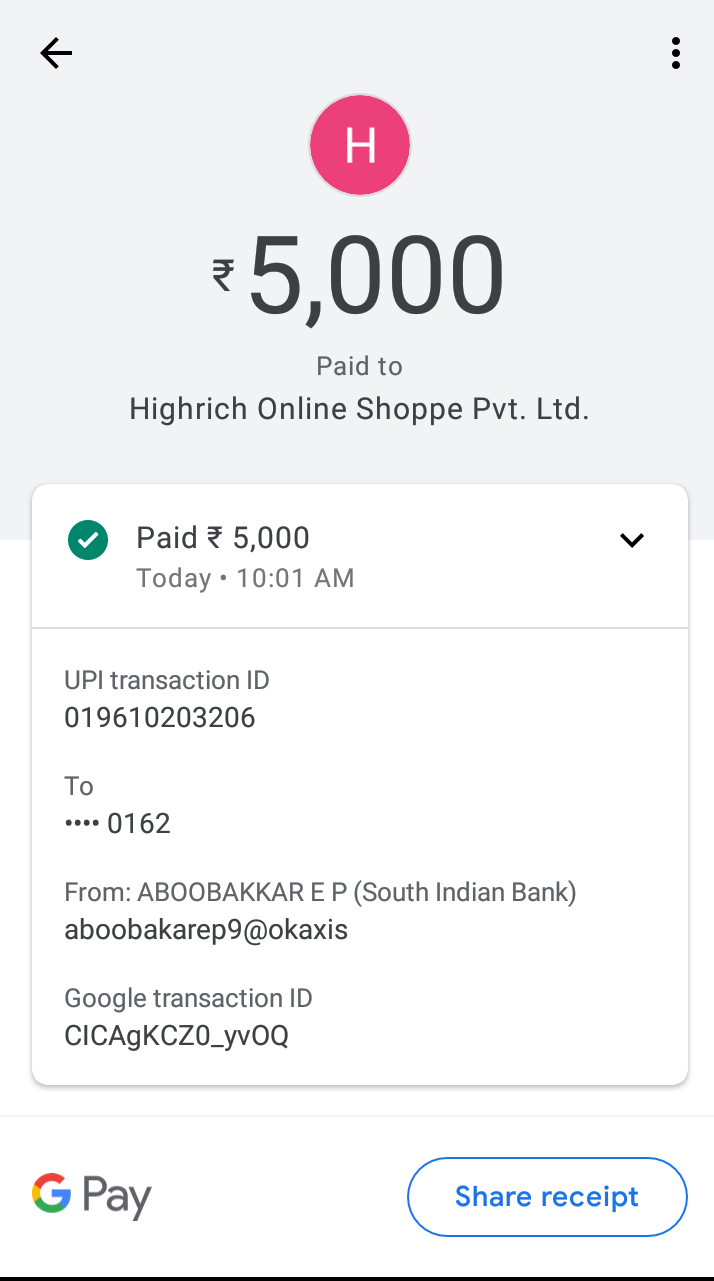 H
₹ 5,000
Paid to
Highrich Online Shoppe Pvt. Ltd.
Paid ₹ 5,000
Today • 10:01 AM
UPI transaction ID
019610203206
To
•••• 0162
From: ABOOBAKKAR E P (South Indian Bank)
aboobakarep9@okaxis
Google transaction ID
CICAgKCZ0_yvOQ
G Pay
Share receipt